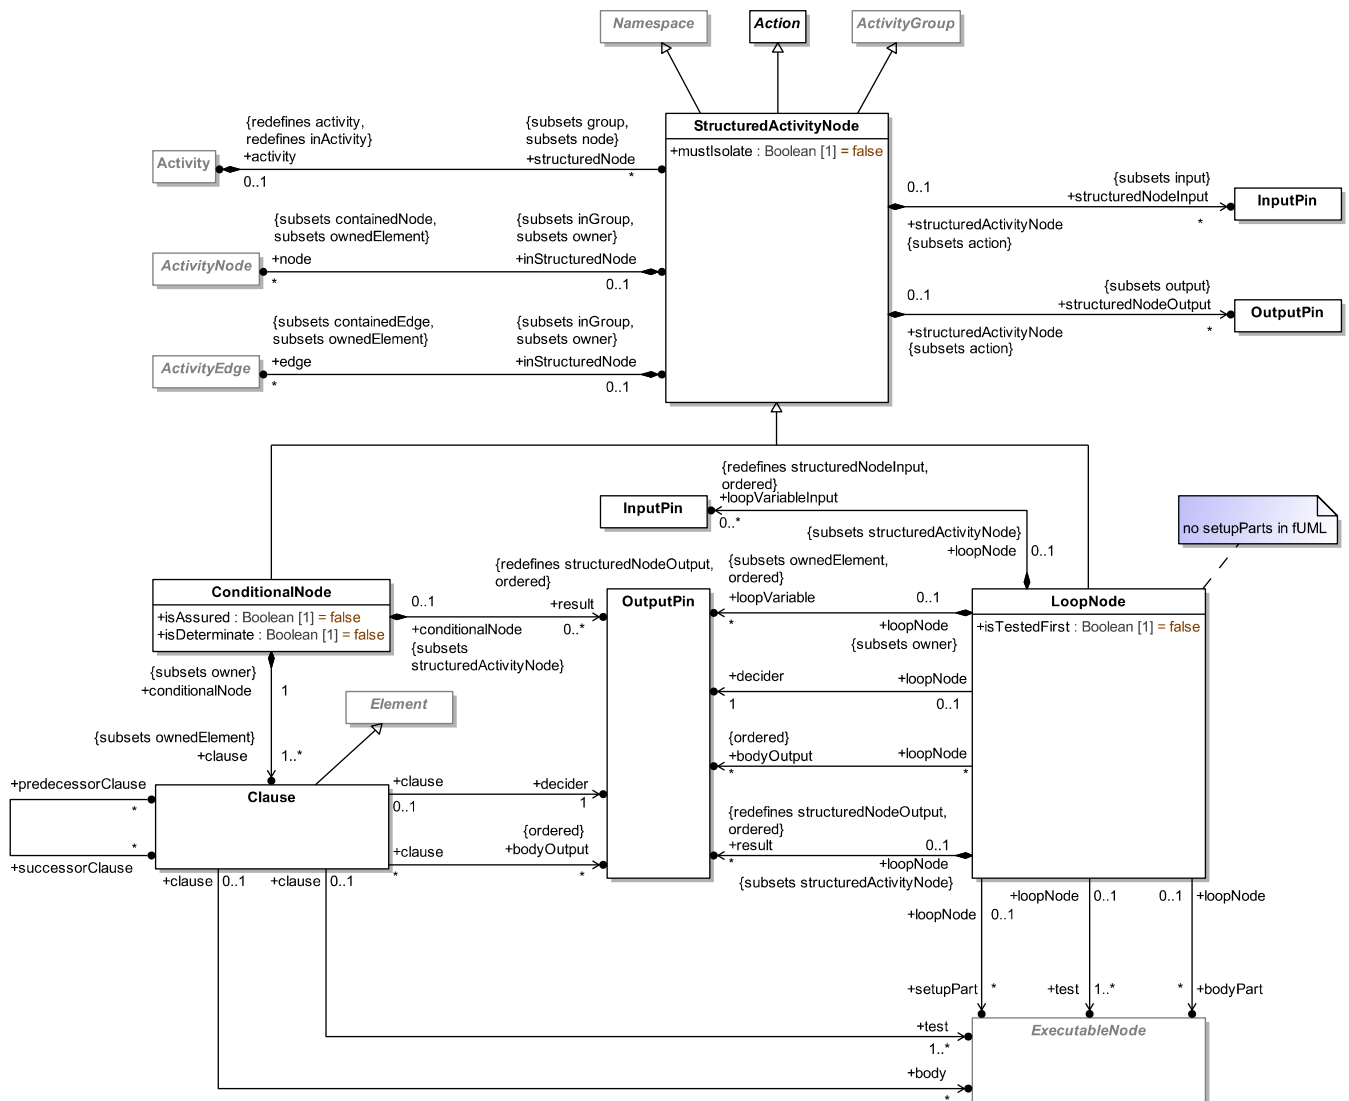 Namespace
Action
ActivityGroup
{redefines activity,
redefines inActivity}
+activity
0..1
{subsets group,
subsets node}
+structuredNode
*
Activity
StructuredActivityNode
+mustIsolate : Boolean [1] = false
{subsets input}
0..1
+structuredNodeInput
*
+structuredActivityNode
{subsets action}
InputPin
{subsets containedNode,
subsets ownedElement}
+node
*
{subsets inGroup,
subsets owner}
+inStructuredNode
0..1
ActivityNode
{subsets output}
0..1
+structuredNodeOutput
*
+structuredActivityNode
{subsets action}
OutputPin
{subsets containedEdge,
subsets ownedElement}
+edge
*
{subsets inGroup,
subsets owner}
+inStructuredNode
0..1
ActivityEdge
{redefines structuredNodeInput,
ordered}
+loopVariableInput
0..*
InputPin
{subsets structuredActivityNode}
+loopNode
0..1
no setupParts in fUML
ConditionalNode
+isAssured : Boolean [1] = false
+isDeterminate : Boolean [1] = false
{redefines structuredNodeOutput,
ordered}
0..1
+result
0..*
+conditionalNode
{subsets
structuredActivityNode}
OutputPin
{subsets ownedElement,
ordered}
+loopVariable
*
0..1
+loopNode
{subsets owner}
LoopNode
+isTestedFirst : Boolean [1] = false
{subsets owner}
+conditionalNode
1
{subsets ownedElement}
+clause
1..*
Element
+decider
1
+loopNode
0..1
{ordered}
+bodyOutput
*
+loopNode
*
+predecessorClause
*
*
+successorClause
Clause
+clause
0..1
+decider
1
{ordered}
+clause
*
+bodyOutput
*
{redefines structuredNodeOutput,
ordered}
+result
*
0..1
+loopNode
{subsets structuredActivityNode}
+clause
0..1
+clause
0..1
+loopNode
0..1
+loopNode
0..1
0..1
+loopNode
+setupPart
*
+test
1..*
*
+bodyPart
ExecutableNode
+test
1..*
+body
*